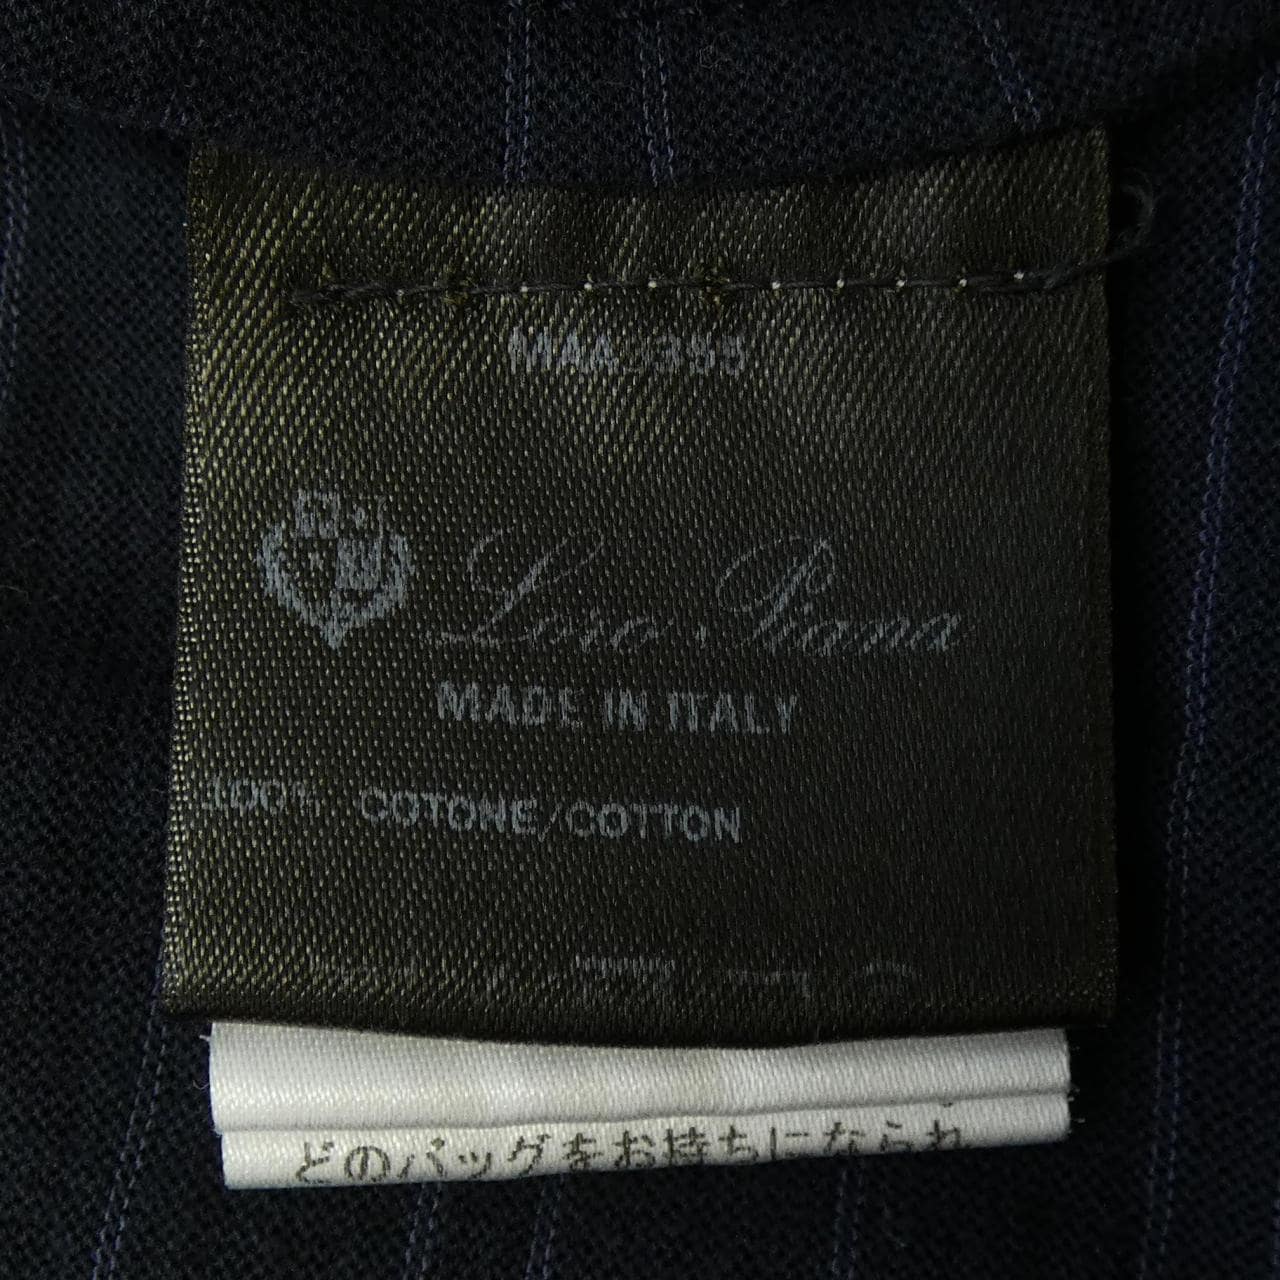 Loro Piana
MADE IN ITALY
100% COTONE/COTTON
どのバッグをお持ちになられ